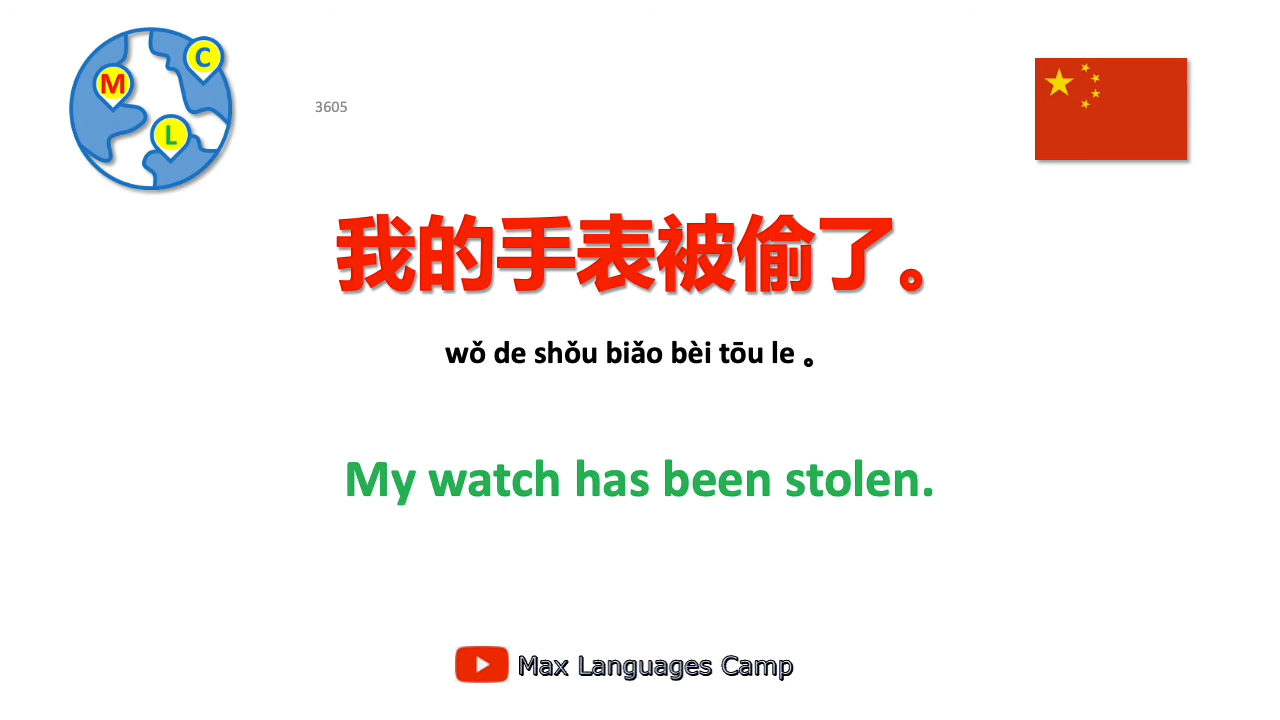 C
M
L
3605
我的手表被偷了。
wǒ de shǒu biǎo bèi tōu le 。
My watch has been stolen.
Max Languages Camp